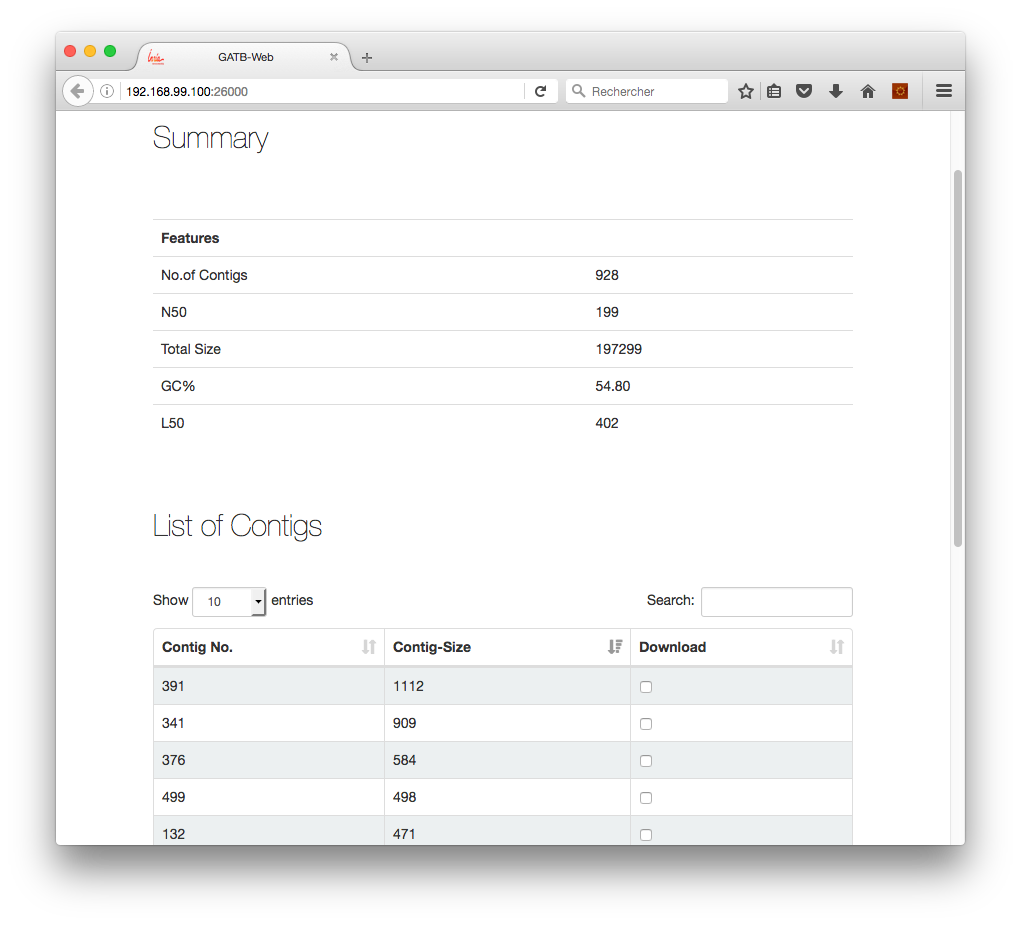 GATB-Web
192.168.99.100:26000
Rechercher
Summary
Features
No.of Contigs 928
N50 199
Total Size 197299
GC% 54.80
L50 402
List of Contigs
Show 10 entries Search:
Contig No. Contig-Size Download
391 1112
341 909
376 584
499 498
132 471